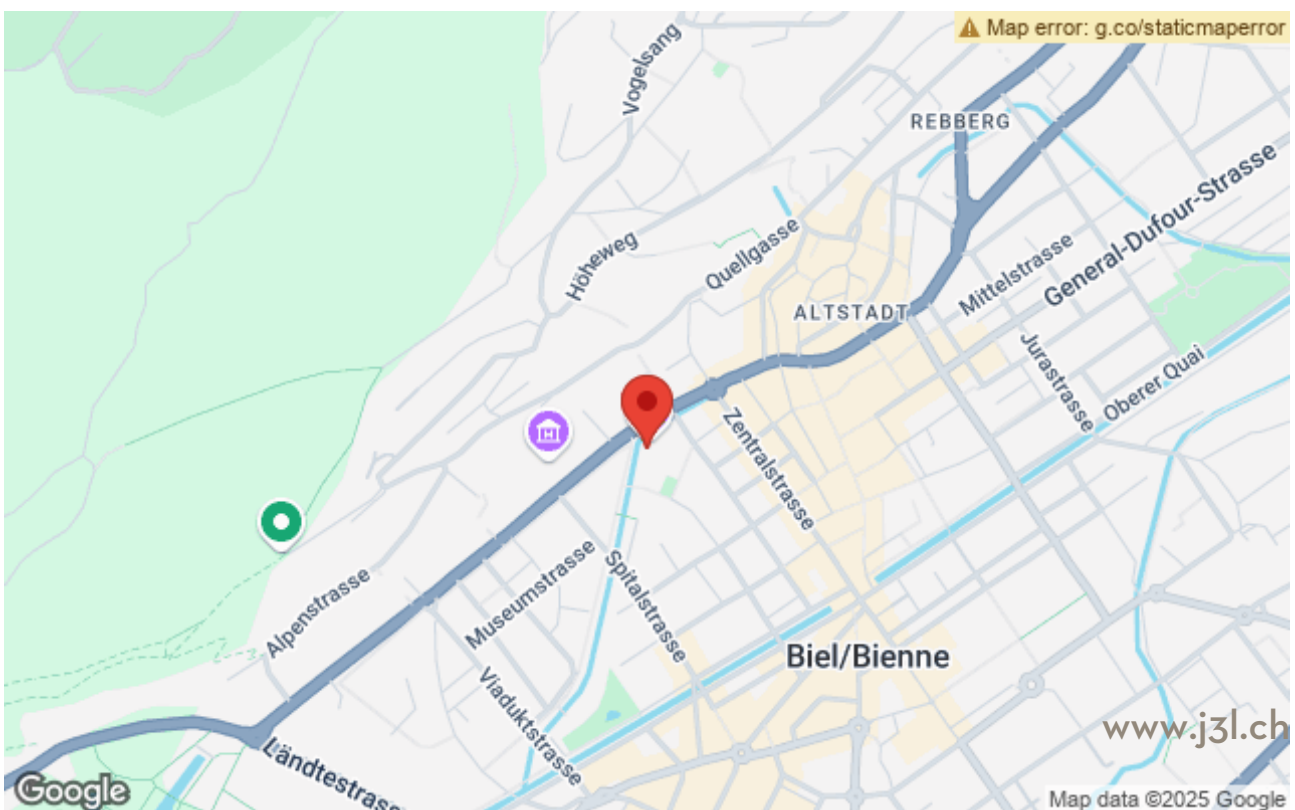 Map error: g.co/staticmaperror
Vogelsang
REBBERG
General-Dufour-Strasse
Höheweg
Quellgasse
Mittelstrasse
ALTSTADT
Jurastrasse
Oberer Quai
Zentralstrasse
Museumstrasse
Spitalstrasse
Alpenstrasse
Biel/Bienne
Viaduktstrasse
www.j3l.ch
Ländtestrass
Google
Map data ©2025 Google